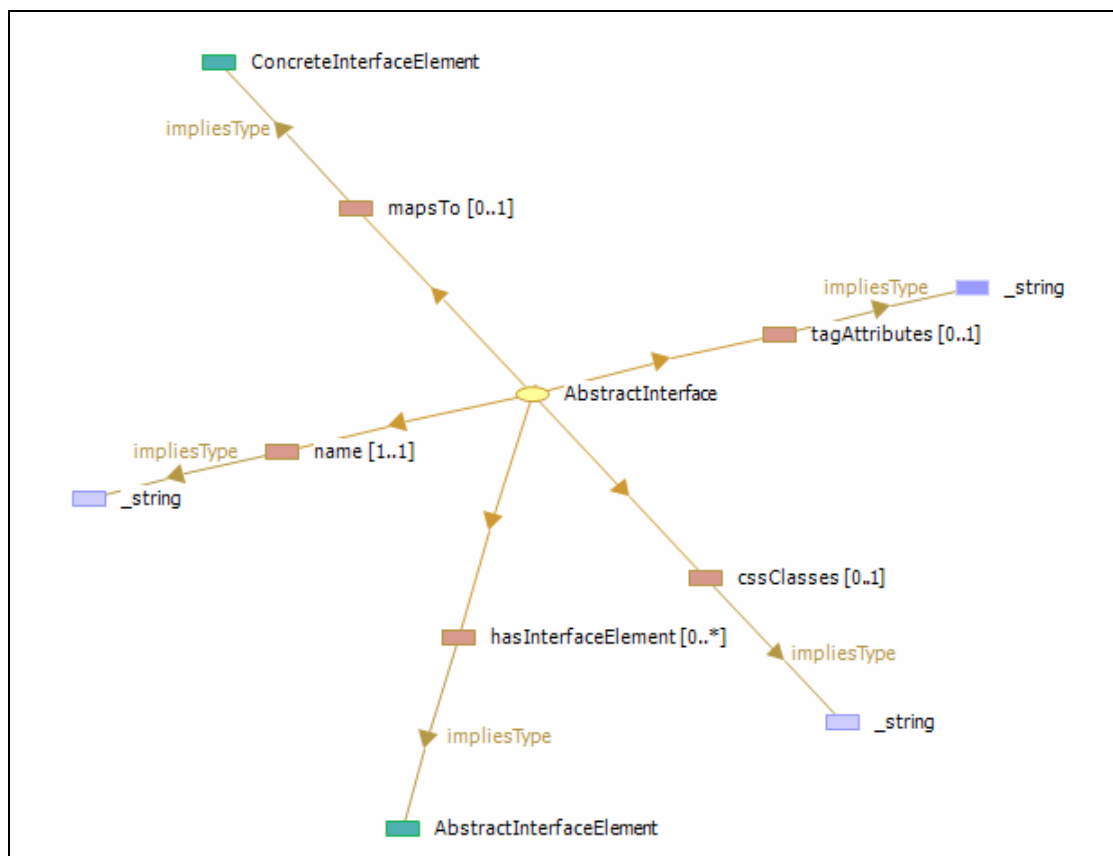 ConcreteInterfaceElement
impliesType
mapsTo [0..1]
impliesType
_string
tagAttributes [0..1]
AbstractInterface
impliesType
name [1..1]
_string
cssClasses [0..1]
hasInterfaceElement [0..*]
impliesType
_string
impliesType
AbstractInterfaceElement